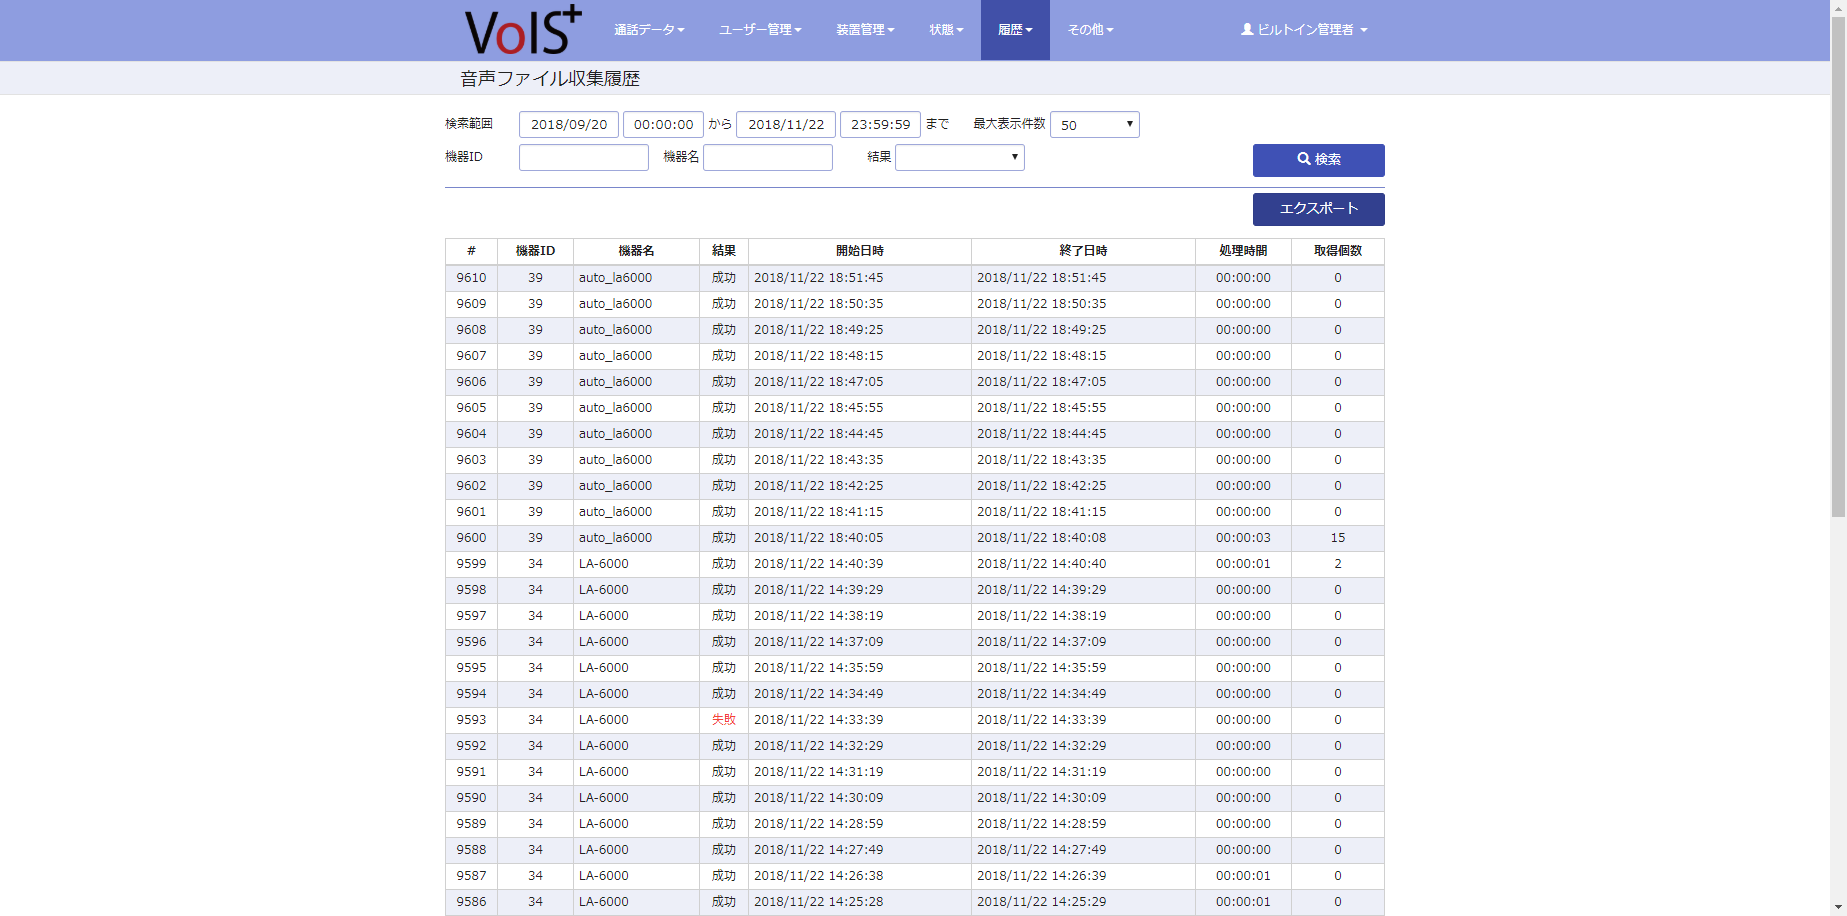 VoIS+ 通話データ ユーザー管理 装置管理 状態 履歴 その他 ビルトイン管理者
音声ファイル収集履歴
検索範囲 2018/09/20 00:00:00 から 2018/11/22 23:59:59 まで 最大表示件数 50
機器ID 機器名 結果 検索
エクスポート
# 機器ID 機器名 結果 開始日時 終了日時 処理時間 取得個数
9610 39 auto_la6000 成功 2018/11/22 18:51:45 2018/11/22 18:51:45 00:00:00 0
9609 39 auto_la6000 成功 2018/11/22 18:50:35 2018/11/22 18:50:35 00:00:00 0
9608 39 auto_la6000 成功 2018/11/22 18:49:25 2018/11/22 18:49:25 00:00:00 0
9607 39 auto_la6000 成功 2018/11/22 18:48:15 2018/11/22 18:48:15 00:00:00 0
9606 39 auto_la6000 成功 2018/11/22 18:47:05 2018/11/22 18:47:05 00:00:00 0
9605 39 auto_la6000 成功 2018/11/22 18:45:55 2018/11/22 18:45:55 00:00:00 0
9604 39 auto_la6000 成功 2018/11/22 18:44:45 2018/11/22 18:44:45 00:00:00 0
9603 39 auto_la6000 成功 2018/11/22 18:43:35 2018/11/22 18:43:35 00:00:00 0
9602 39 auto_la6000 成功 2018/11/22 18:42:25 2018/11/22 18:42:25 00:00:00 0
9601 39 auto_la6000 成功 2018/11/22 18:41:15 2018/11/22 18:41:15 00:00:00 0
9600 39 auto_la6000 成功 2018/11/22 18:40:05 2018/11/22 18:40:08 00:00:03 15
9599 34 LA-6000 成功 2018/11/22 14:40:39 2018/11/22 14:40:40 00:00:01 2
9598 34 LA-6000 成功 2018/11/22 14:39:29 2018/11/22 14:39:29 00:00:00 0
9597 34 LA-6000 成功 2018/11/22 14:38:19 2018/11/22 14:38:19 00:00:00 0
9596 34 LA-6000 成功 2018/11/22 14:37:09 2018/11/22 14:37:09 00:00:00 0
9595 34 LA-6000 成功 2018/11/22 14:35:59 2018/11/22 14:35:59 00:00:00 0
9594 34 LA-6000 成功 2018/11/22 14:34:49 2018/11/22 14:34:49 00:00:00 0
9593 34 LA-6000 失敗 2018/11/22 14:33:39 2018/11/22 14:33:39 00:00:00 0
9592 34 LA-6000 成功 2018/11/22 14:32:29 2018/11/22 14:32:29 00:00:00 0
9591 34 LA-6000 成功 2018/11/22 14:31:19 2018/11/22 14:31:19 00:00:00 0
9590 34 LA-6000 成功 2018/11/22 14:30:09 2018/11/22 14:30:09 00:00:00 0
9589 34 LA-6000 成功 2018/11/22 14:28:59 2018/11/22 14:28:59 00:00:00 0
9588 34 LA-6000 成功 2018/11/22 14:27:49 2018/11/22 14:27:49 00:00:00 0
9587 34 LA-6000 成功 2018/11/22 14:26:38 2018/11/22 14:26:39 00:00:01 0
9586 34 LA-6000 成功 2018/11/22 14:25:28 2018/11/22 14:25:29 00:00:01 0